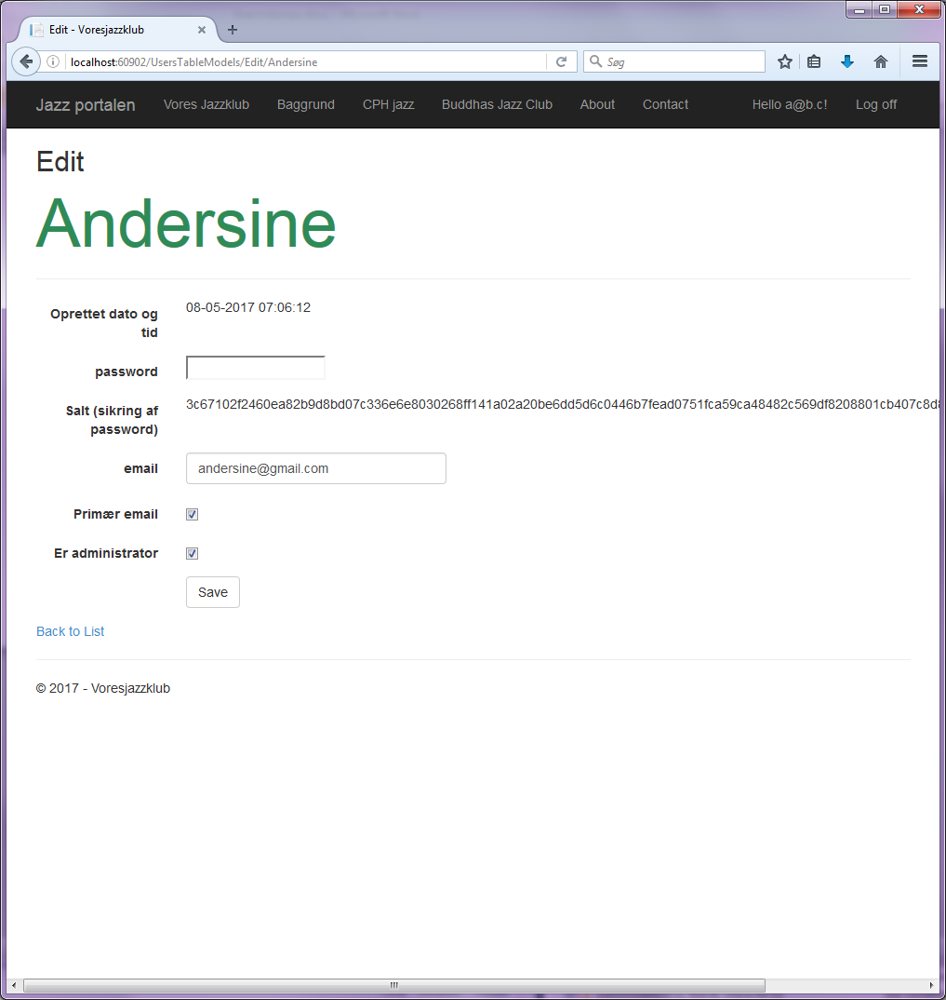 Edit - Voresjazzklub
localhost:60902/UsersTableModels/Edit/Andersine
Søg
Jazz portalen Vores Jazzklub Baggrund CPH jazz Buddhas Jazz Club About Contact Hello a@b.c! Log off
Edit
Andersine
Oprettet dato og tid 08-05-2017 07:06:12
password
Salt (sikring af password) 3c67102f2460ea82b9d8bd07c336e6e8030268ff141a02a20be6dd5d6c0446b7fead0751fca59ca48482c569df8208801cb407c8d8
email andersine@gmail.com
Primær email
Er administrator
Save
Back to List
© 2017 - Voresjazzklub